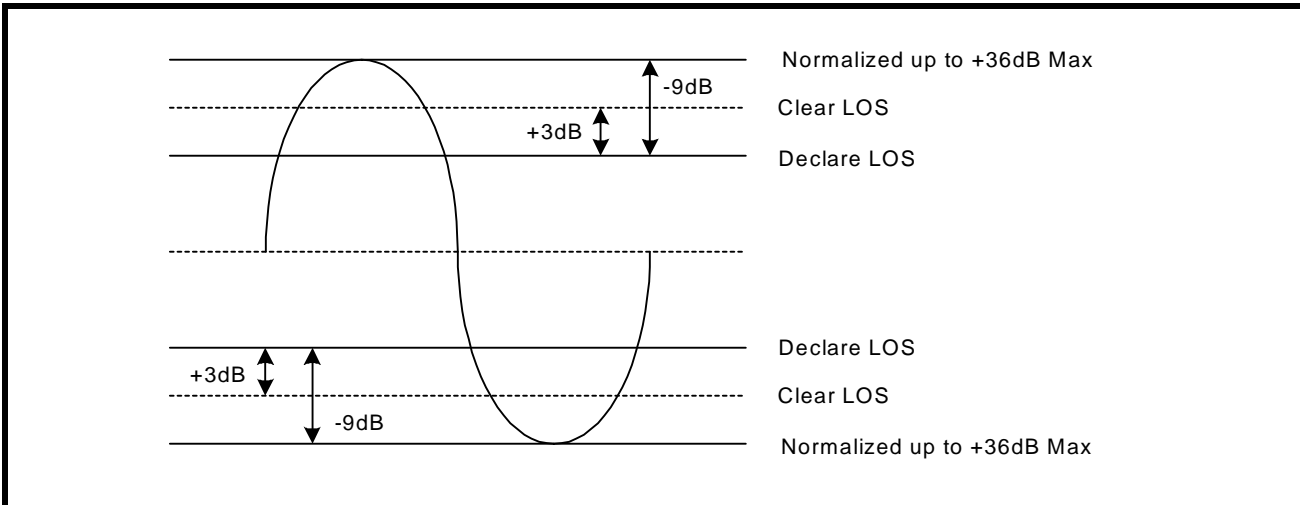 Normalized up to +36dB Max
-9dB
Clear LOS
+3dB
Declare LOS
Declare LOS
+3dB
Clear LOS
-9dB
Normalized up to +36dB Max